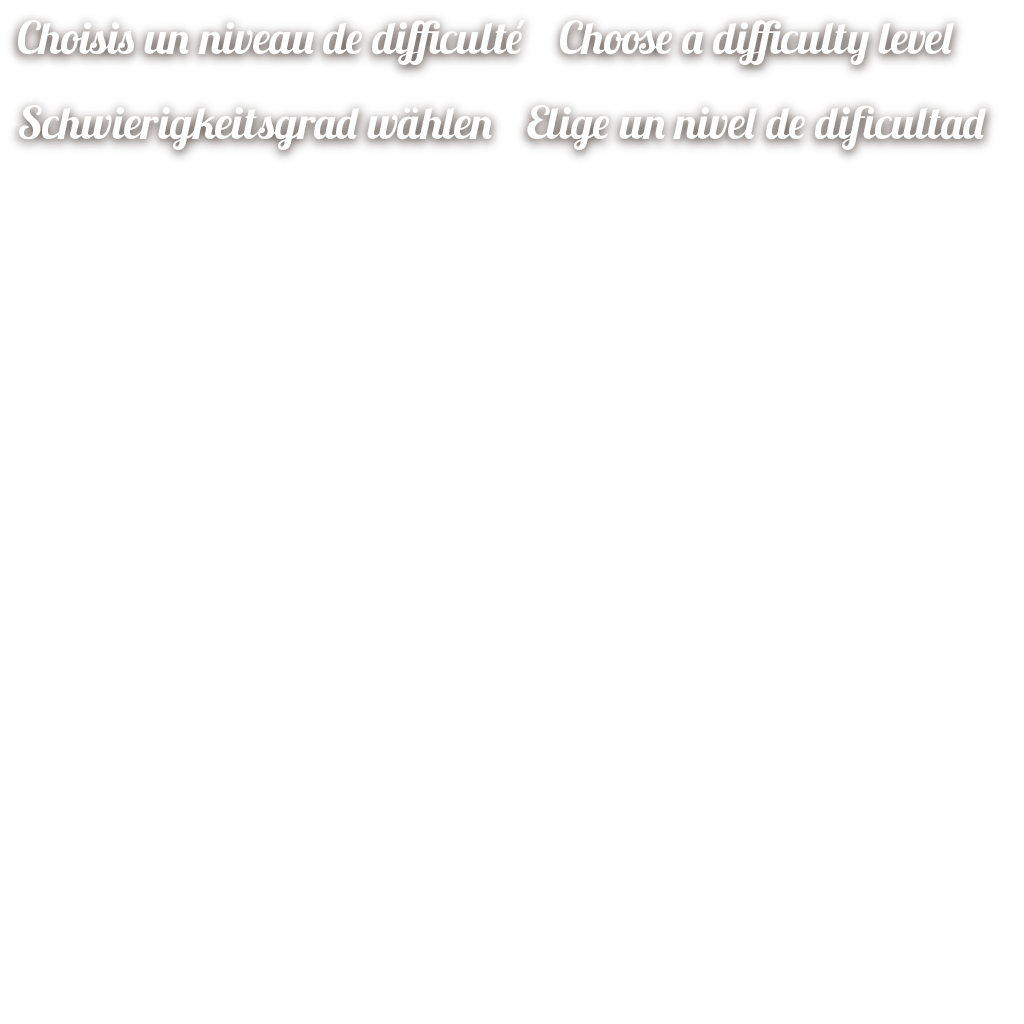 Choisis un niveau de difficulté Choose a difficulty level
Schwierigkeitsgrad wählen Elige un nivel de dificultad